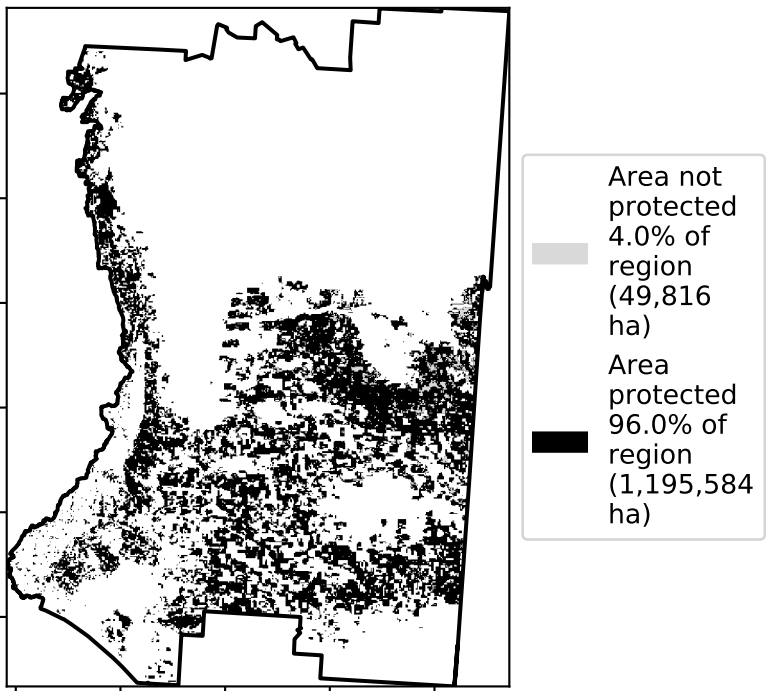 Area not
protected
4.0% of
region
(49,816
ha)
Area
protected
96.0% of
region
(1,195,584
ha)